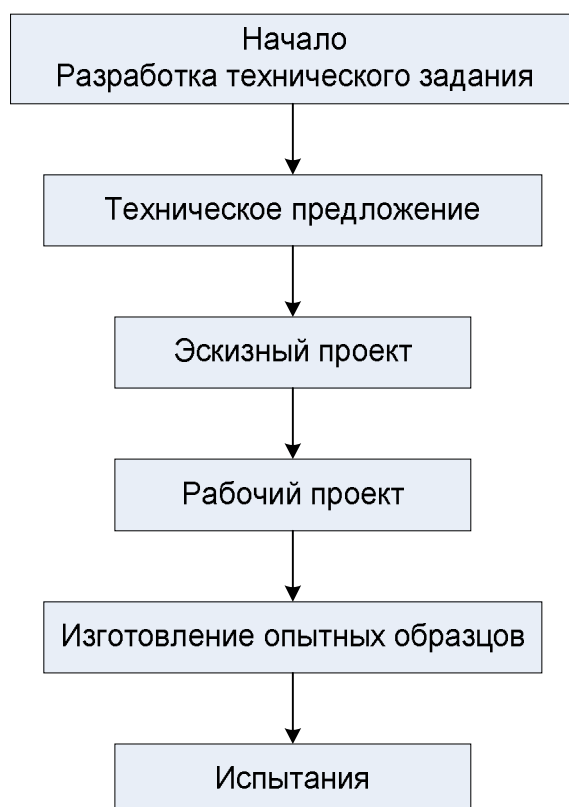 Начало
Разработка технического задания
Техническое предложение
Эскизный проект
Рабочий проект
Изготовление опытных образцов
Испытания